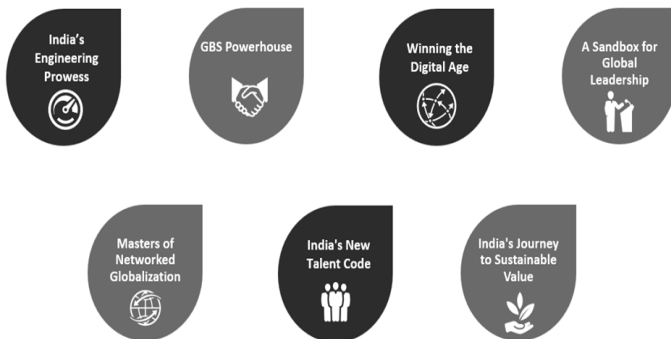 India's
Engineering
Prowess
GBS Powerhouse
Winning the
Digital Age
A Sandbox for
Global
Leadership
Masters of
Networked
Globalization
India's New
Talent Code
India's Journey
to Sustainable
Value